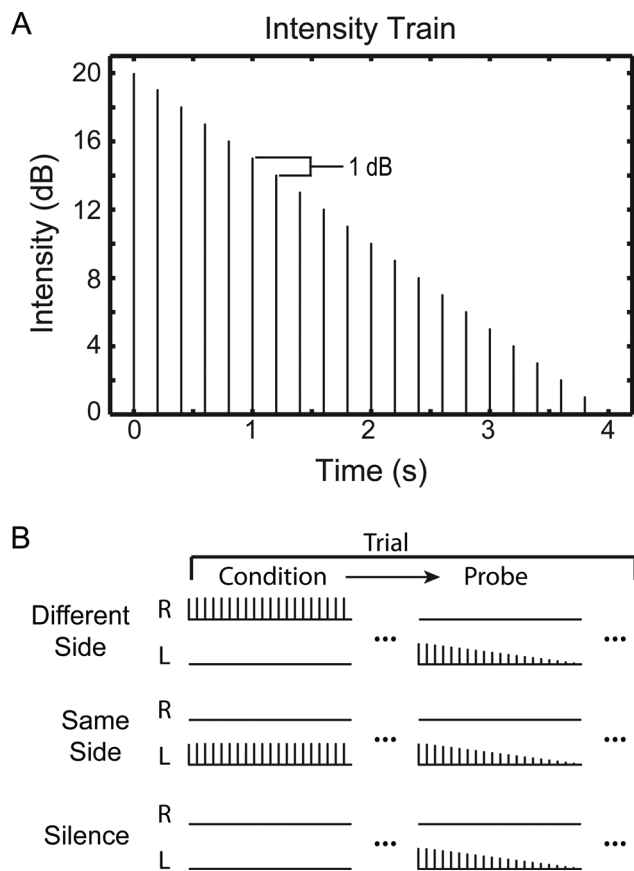 A
Intensity Train
20
16
12
8
4
0
Intensity (dB)
1 dB
0 1 2 3 4
Time (s)
B
Trial
Condition Probe
Different
Side
R
L
... ...
Same
Side
R
L
... ...
Silence
R
L
... ...